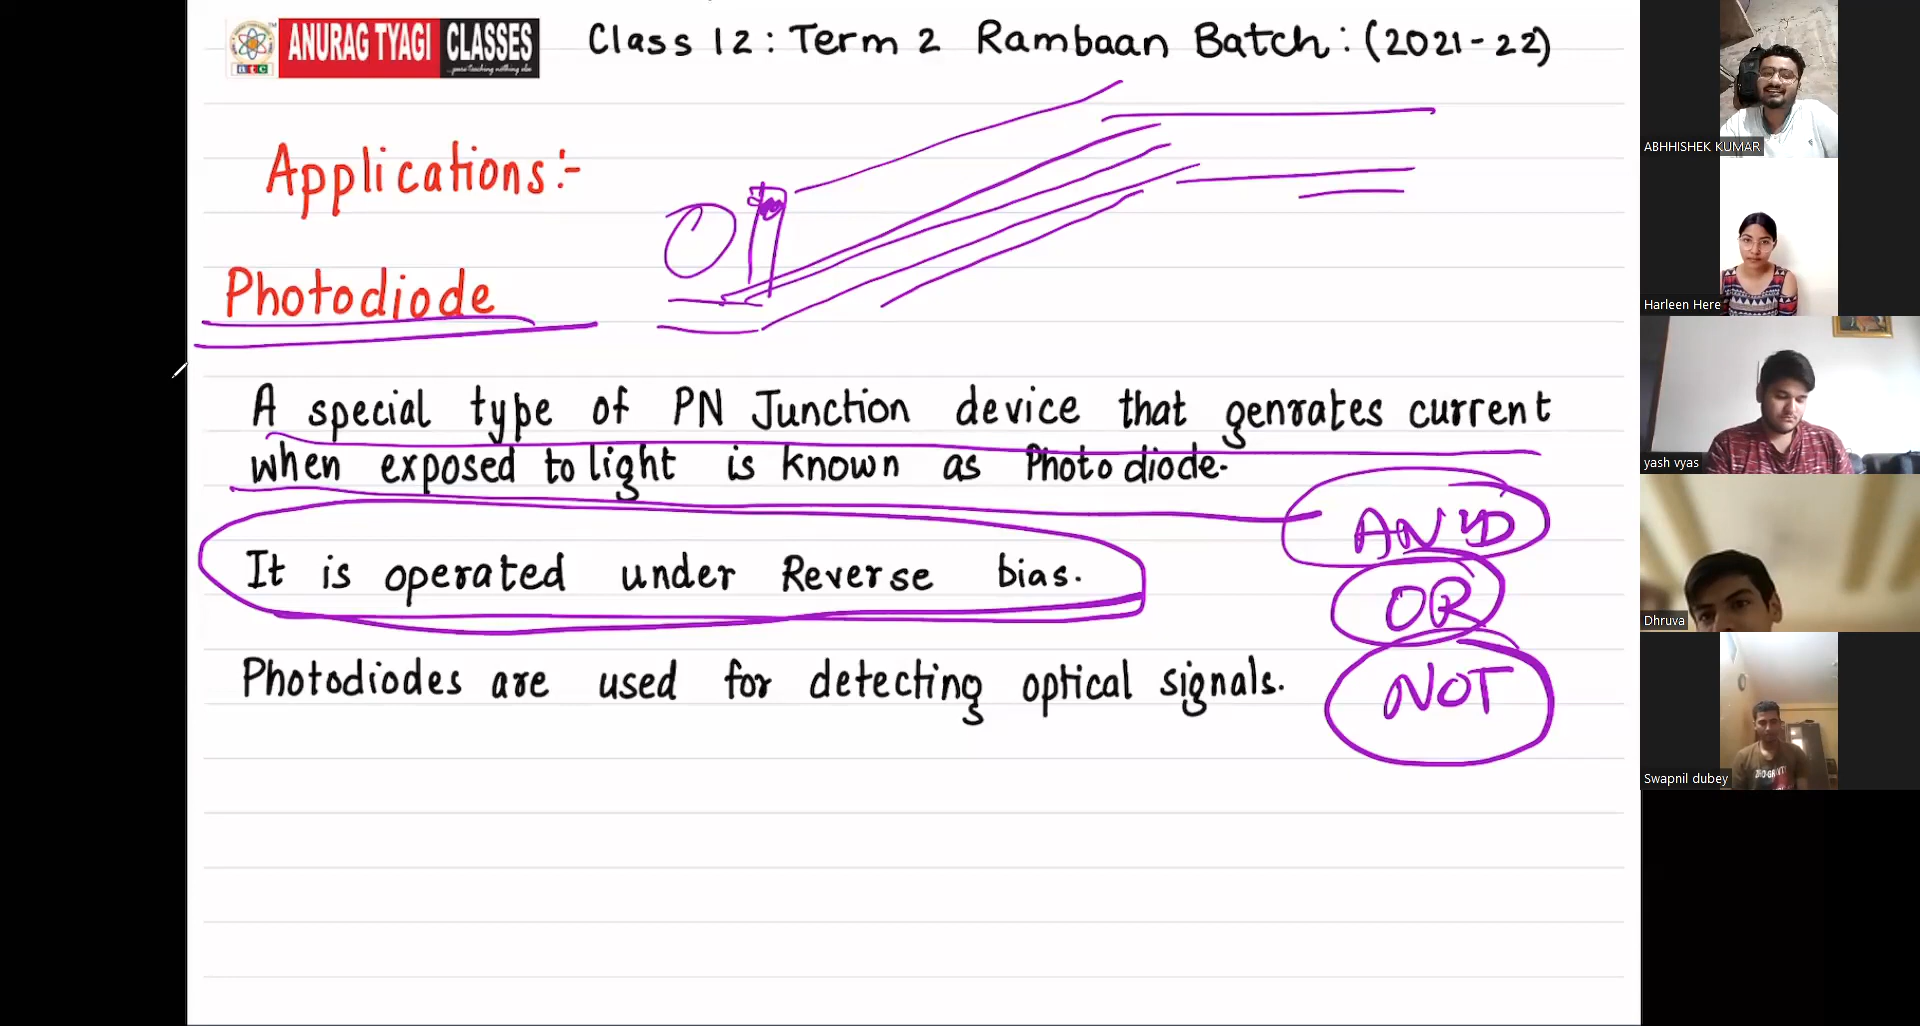 ANURAG TYAGI CLASSES
Class 12 : Term 2 Rambaan Batch : (2021-22)
Applications:-
Photodiode
A special type of PN Junction device that genrates current
when exposed to light is known as Photodiode.
It is operated under Reverse bias.
Photodiodes are used for detecting optical signals.
AND
OR
NOT
ABHHISHEK KUMAR
Harleen Here
yash vyas
Dhruva
Swapnil dubey